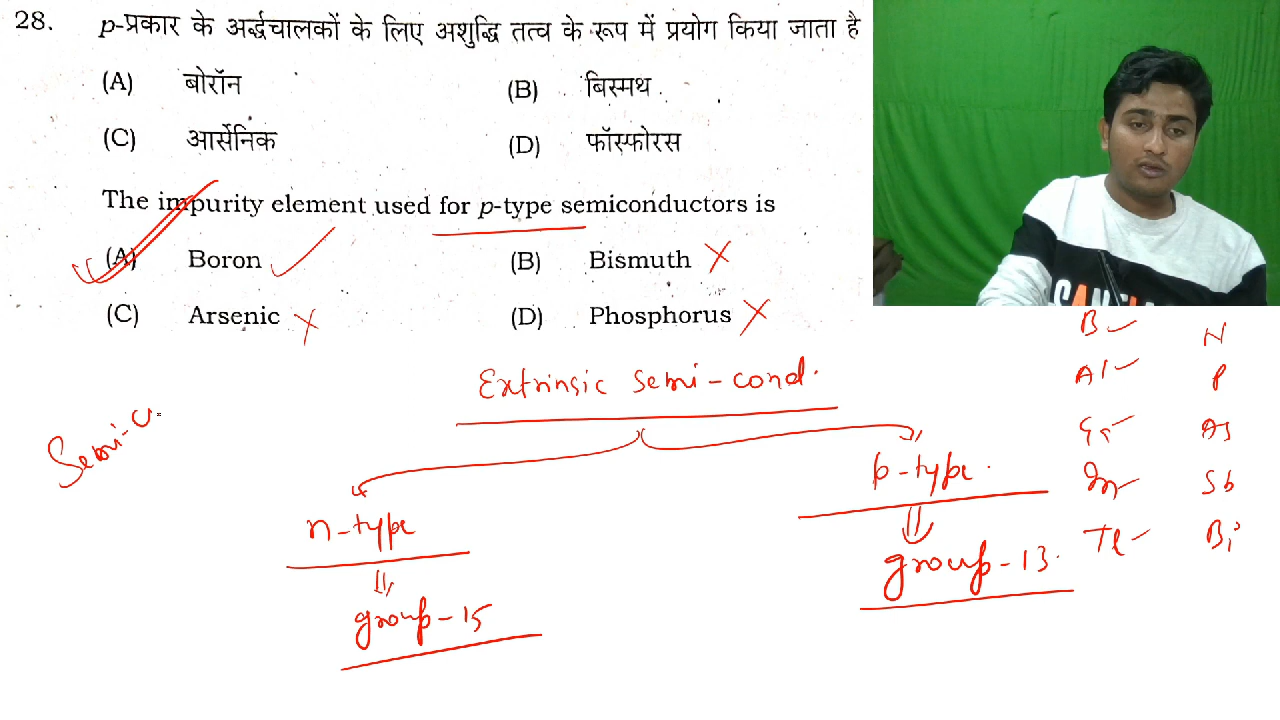 28. p-प्रकार के अर्द्धचालकों के लिए अशुद्धि तत्व के रूप में प्रयोग किया जाता है
(A) बोरॉन (B) बिस्मथ
(C) आर्सेनिक (D) फॉस्फोरस
The impurity element used for p-type semiconductors is
(A) Boron (B) Bismuth
(C) Arsenic (D) Phosphorus
Extrinsic semi-cond.
Semi-c
n-type
group-15
p-type.
group-13.
B N
Al P
Ga As
In Sb
Tl Bi